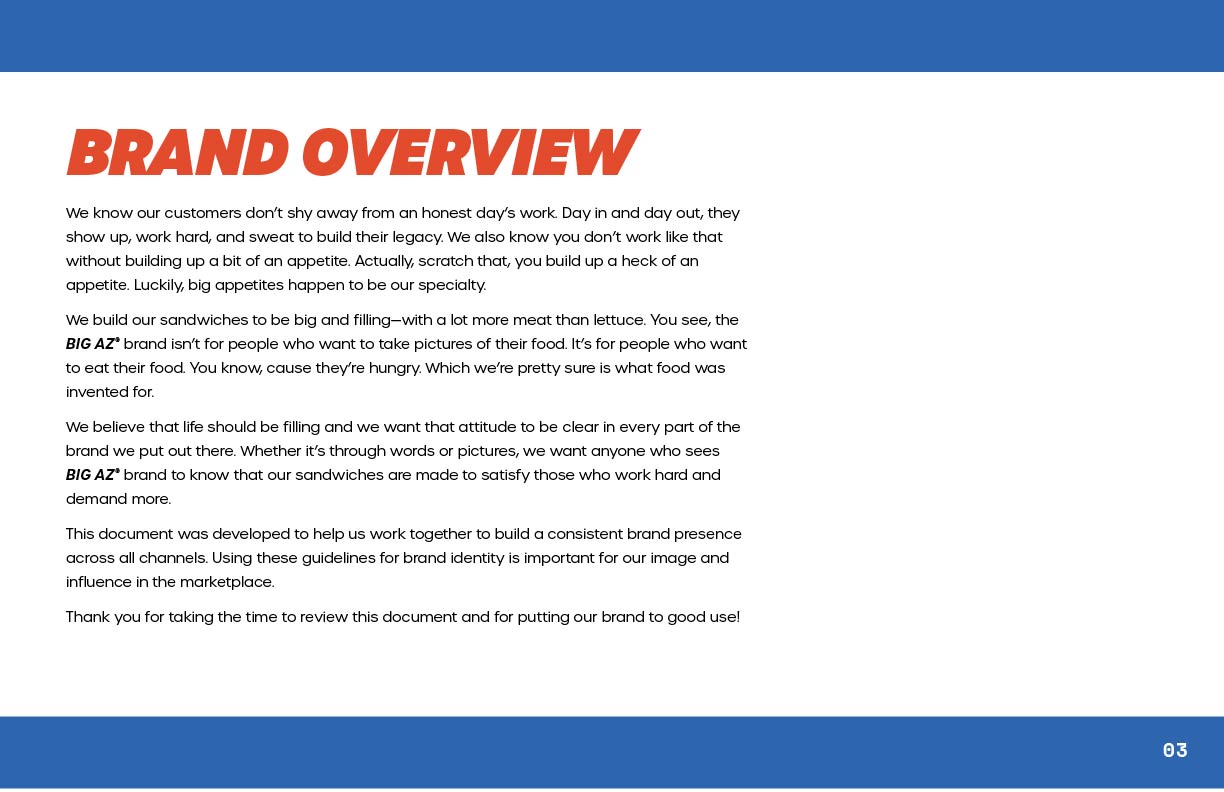 BRAND OVERVIEW
We know our customers don’t shy away from an honest day’s work. Day in and day out, they
show up, work hard, and sweat to build their legacy. We also know you don’t work like that
without building up a bit of an appetite. Actually, scratch that, you build up a heck of an
appetite. Luckily, big appetites happen to be our specialty.
We build our sandwiches to be big and filling—with a lot more meat than lettuce. You see, the
BIG AZ® brand isn’t for people who want to take pictures of their food. It’s for people who want
to eat their food. You know, cause they’re hungry. Which we’re pretty sure is what food was
invented for.
We believe that life should be filling and we want that attitude to be clear in every part of the
brand we put out there. Whether it’s through words or pictures, we want anyone who sees
BIG AZ® brand to know that our sandwiches are made to satisfy those who work hard and
demand more.
This document was developed to help us work together to build a consistent brand presence
across all channels. Using these guidelines for brand identity is important for our image and
influence in the marketplace.
Thank you for taking the time to review this document and for putting our brand to good use!
03